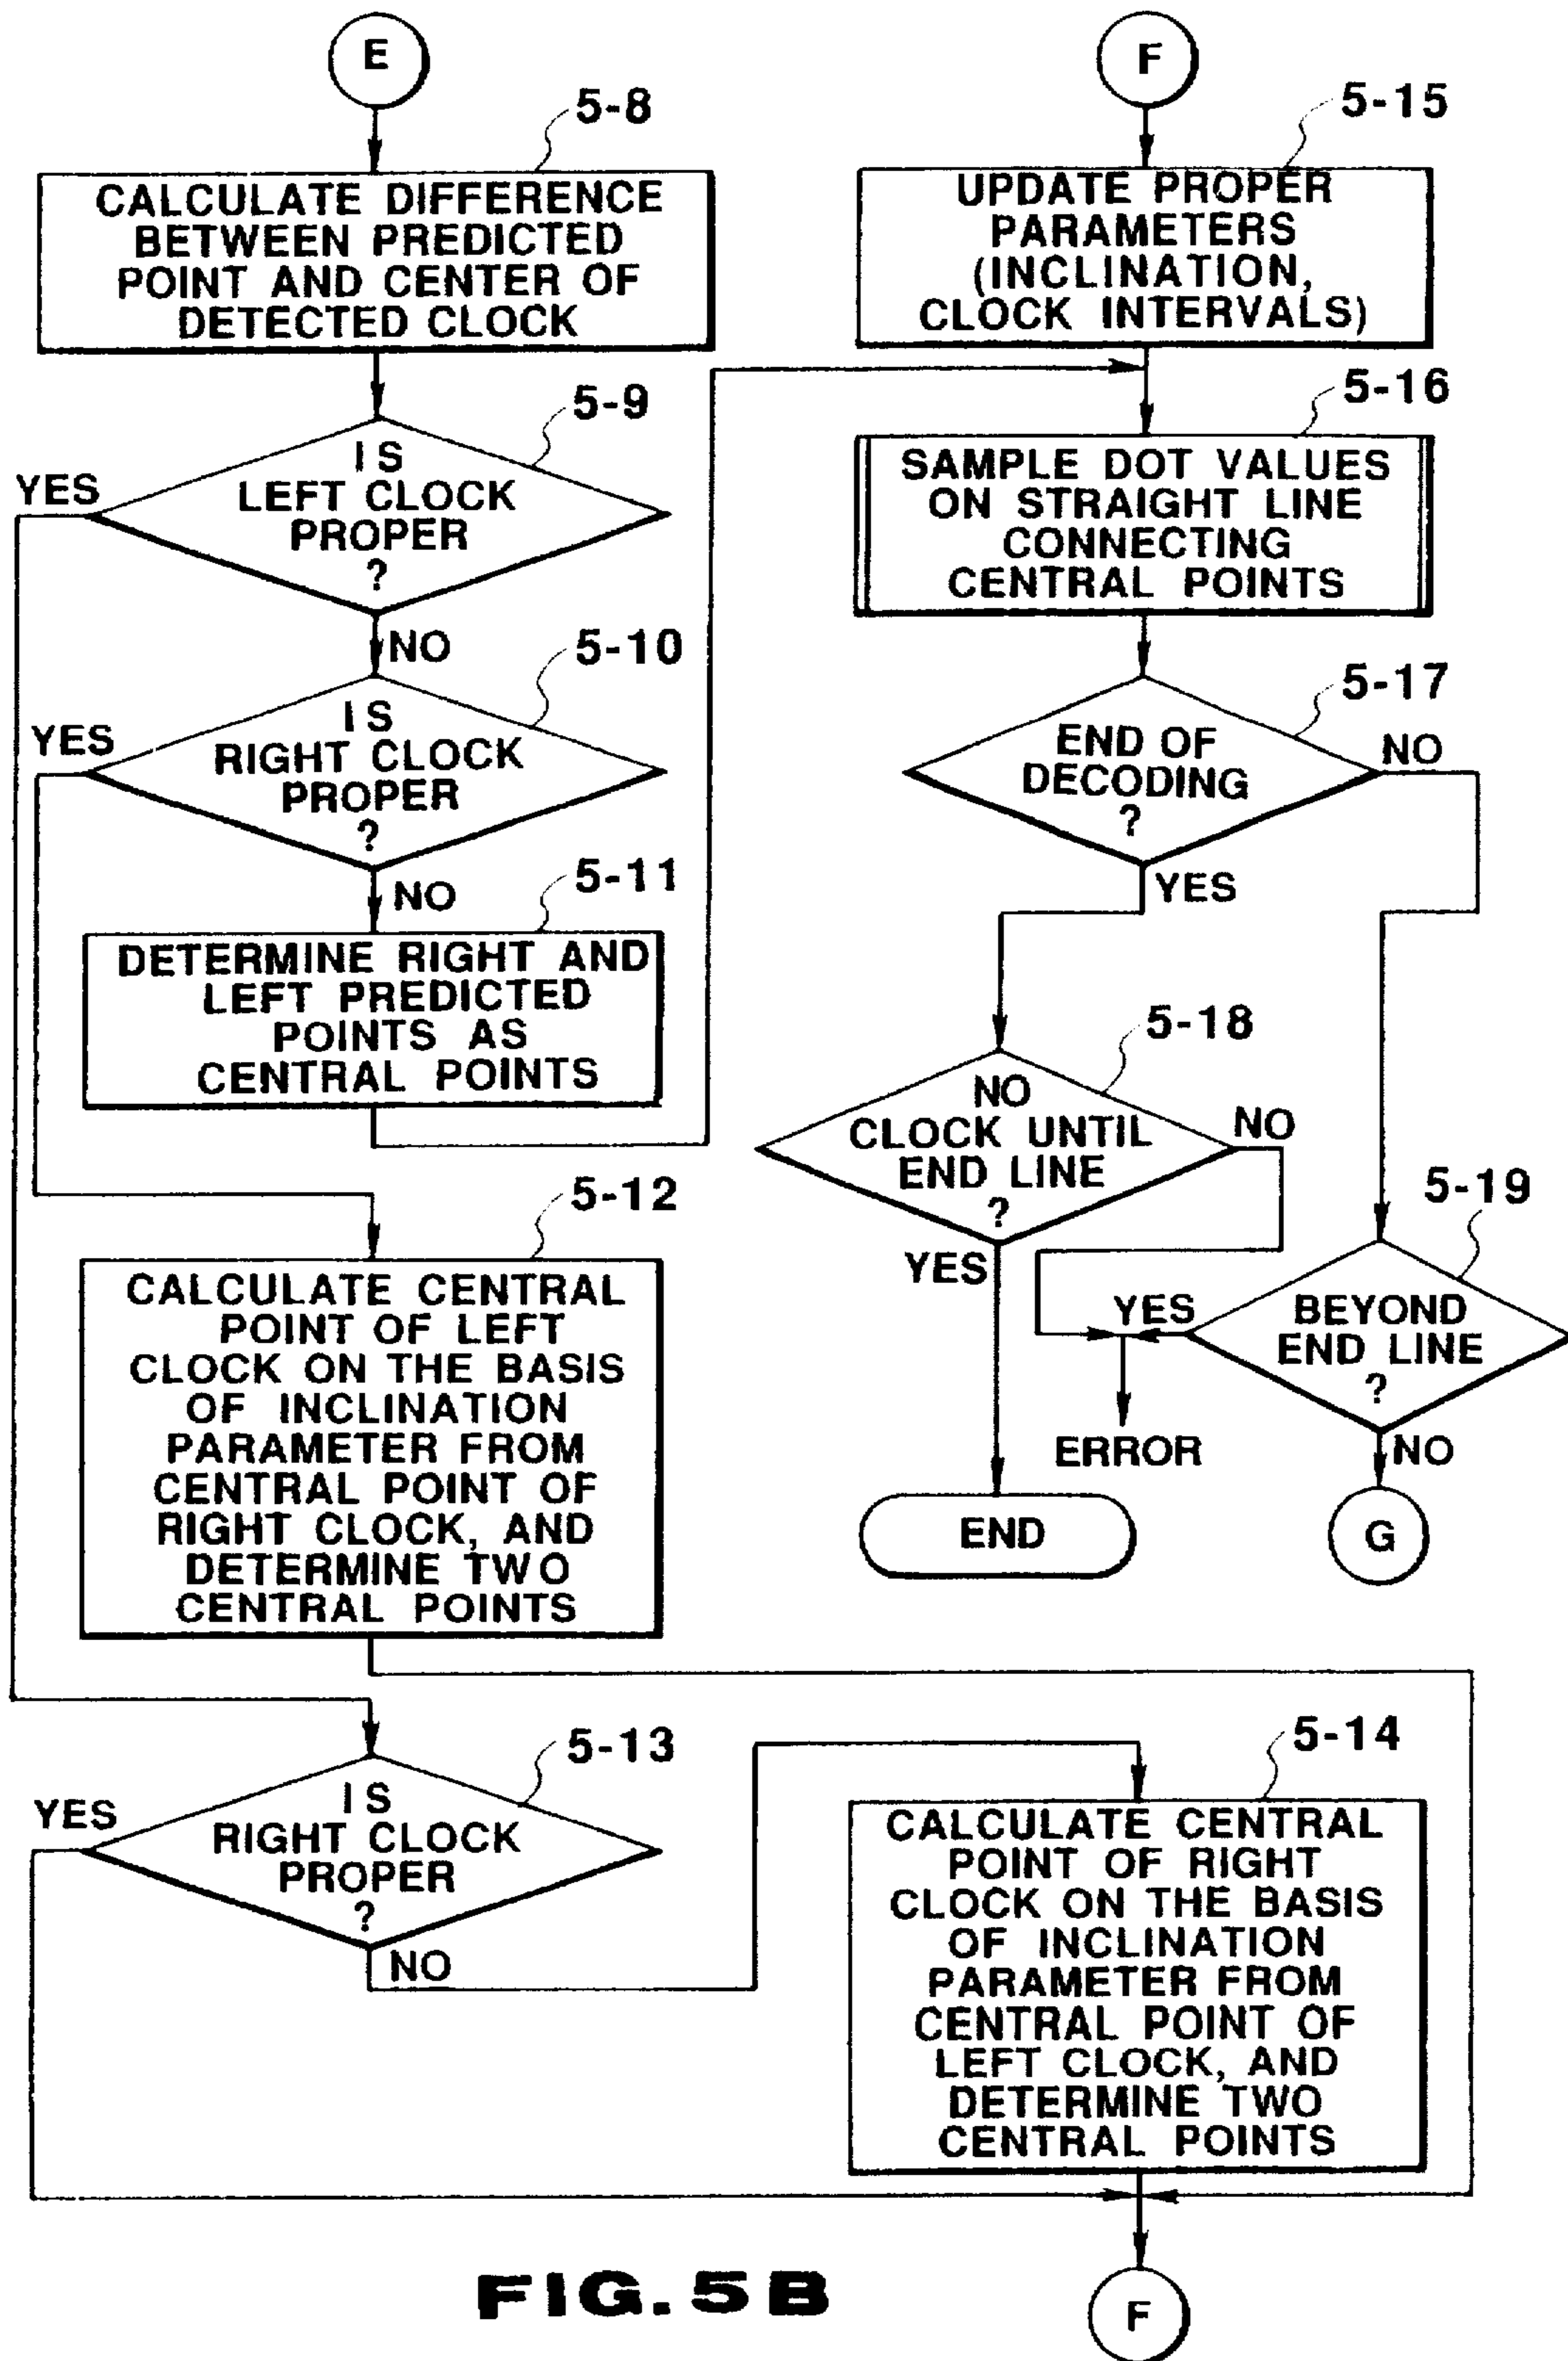 E
5-8
CALCULATE DIFFERENCE
BETWEEN PREDICTED
POINT AND CENTER OF
DETECTED CLOCK
5-9
IS
LEFT CLOCK
PROPER
?
YES
NO
5-10
IS
RIGHT CLOCK
PROPER
?
YES
NO
5-11
DETERMINE RIGHT AND
LEFT PREDICTED
POINTS AS
CENTRAL POINTS
5-12
CALCULATE CENTRAL
POINT OF LEFT
CLOCK ON THE BASIS
OF INCLINATION
PARAMETER FROM
CENTRAL POINT OF
RIGHT CLOCK, AND
DETERMINE TWO
CENTRAL POINTS
5-13
IS
RIGHT CLOCK
PROPER
?
YES
NO
5-14
CALCULATE CENTRAL
POINT OF RIGHT
CLOCK ON THE BASIS
OF INCLINATION
PARAMETER FROM
CENTRAL POINT OF
LEFT CLOCK, AND
DETERMINE TWO
CENTRAL POINTS
F
F
5-15
UPDATE PROPER
PARAMETERS
(INCLINATION,
CLOCK INTERVALS)
5-16
SAMPLE DOT VALUES
ON STRAIGHT LINE
CONNECTING
CENTRAL POINTS
5-17
END OF
DECODING
?
NO
YES
5-18
NO
CLOCK UNTIL
END LINE
?
NO
YES
5-19
BEYOND
END LINE
?
YES
NO
ERROR
END
G
FIG.5B